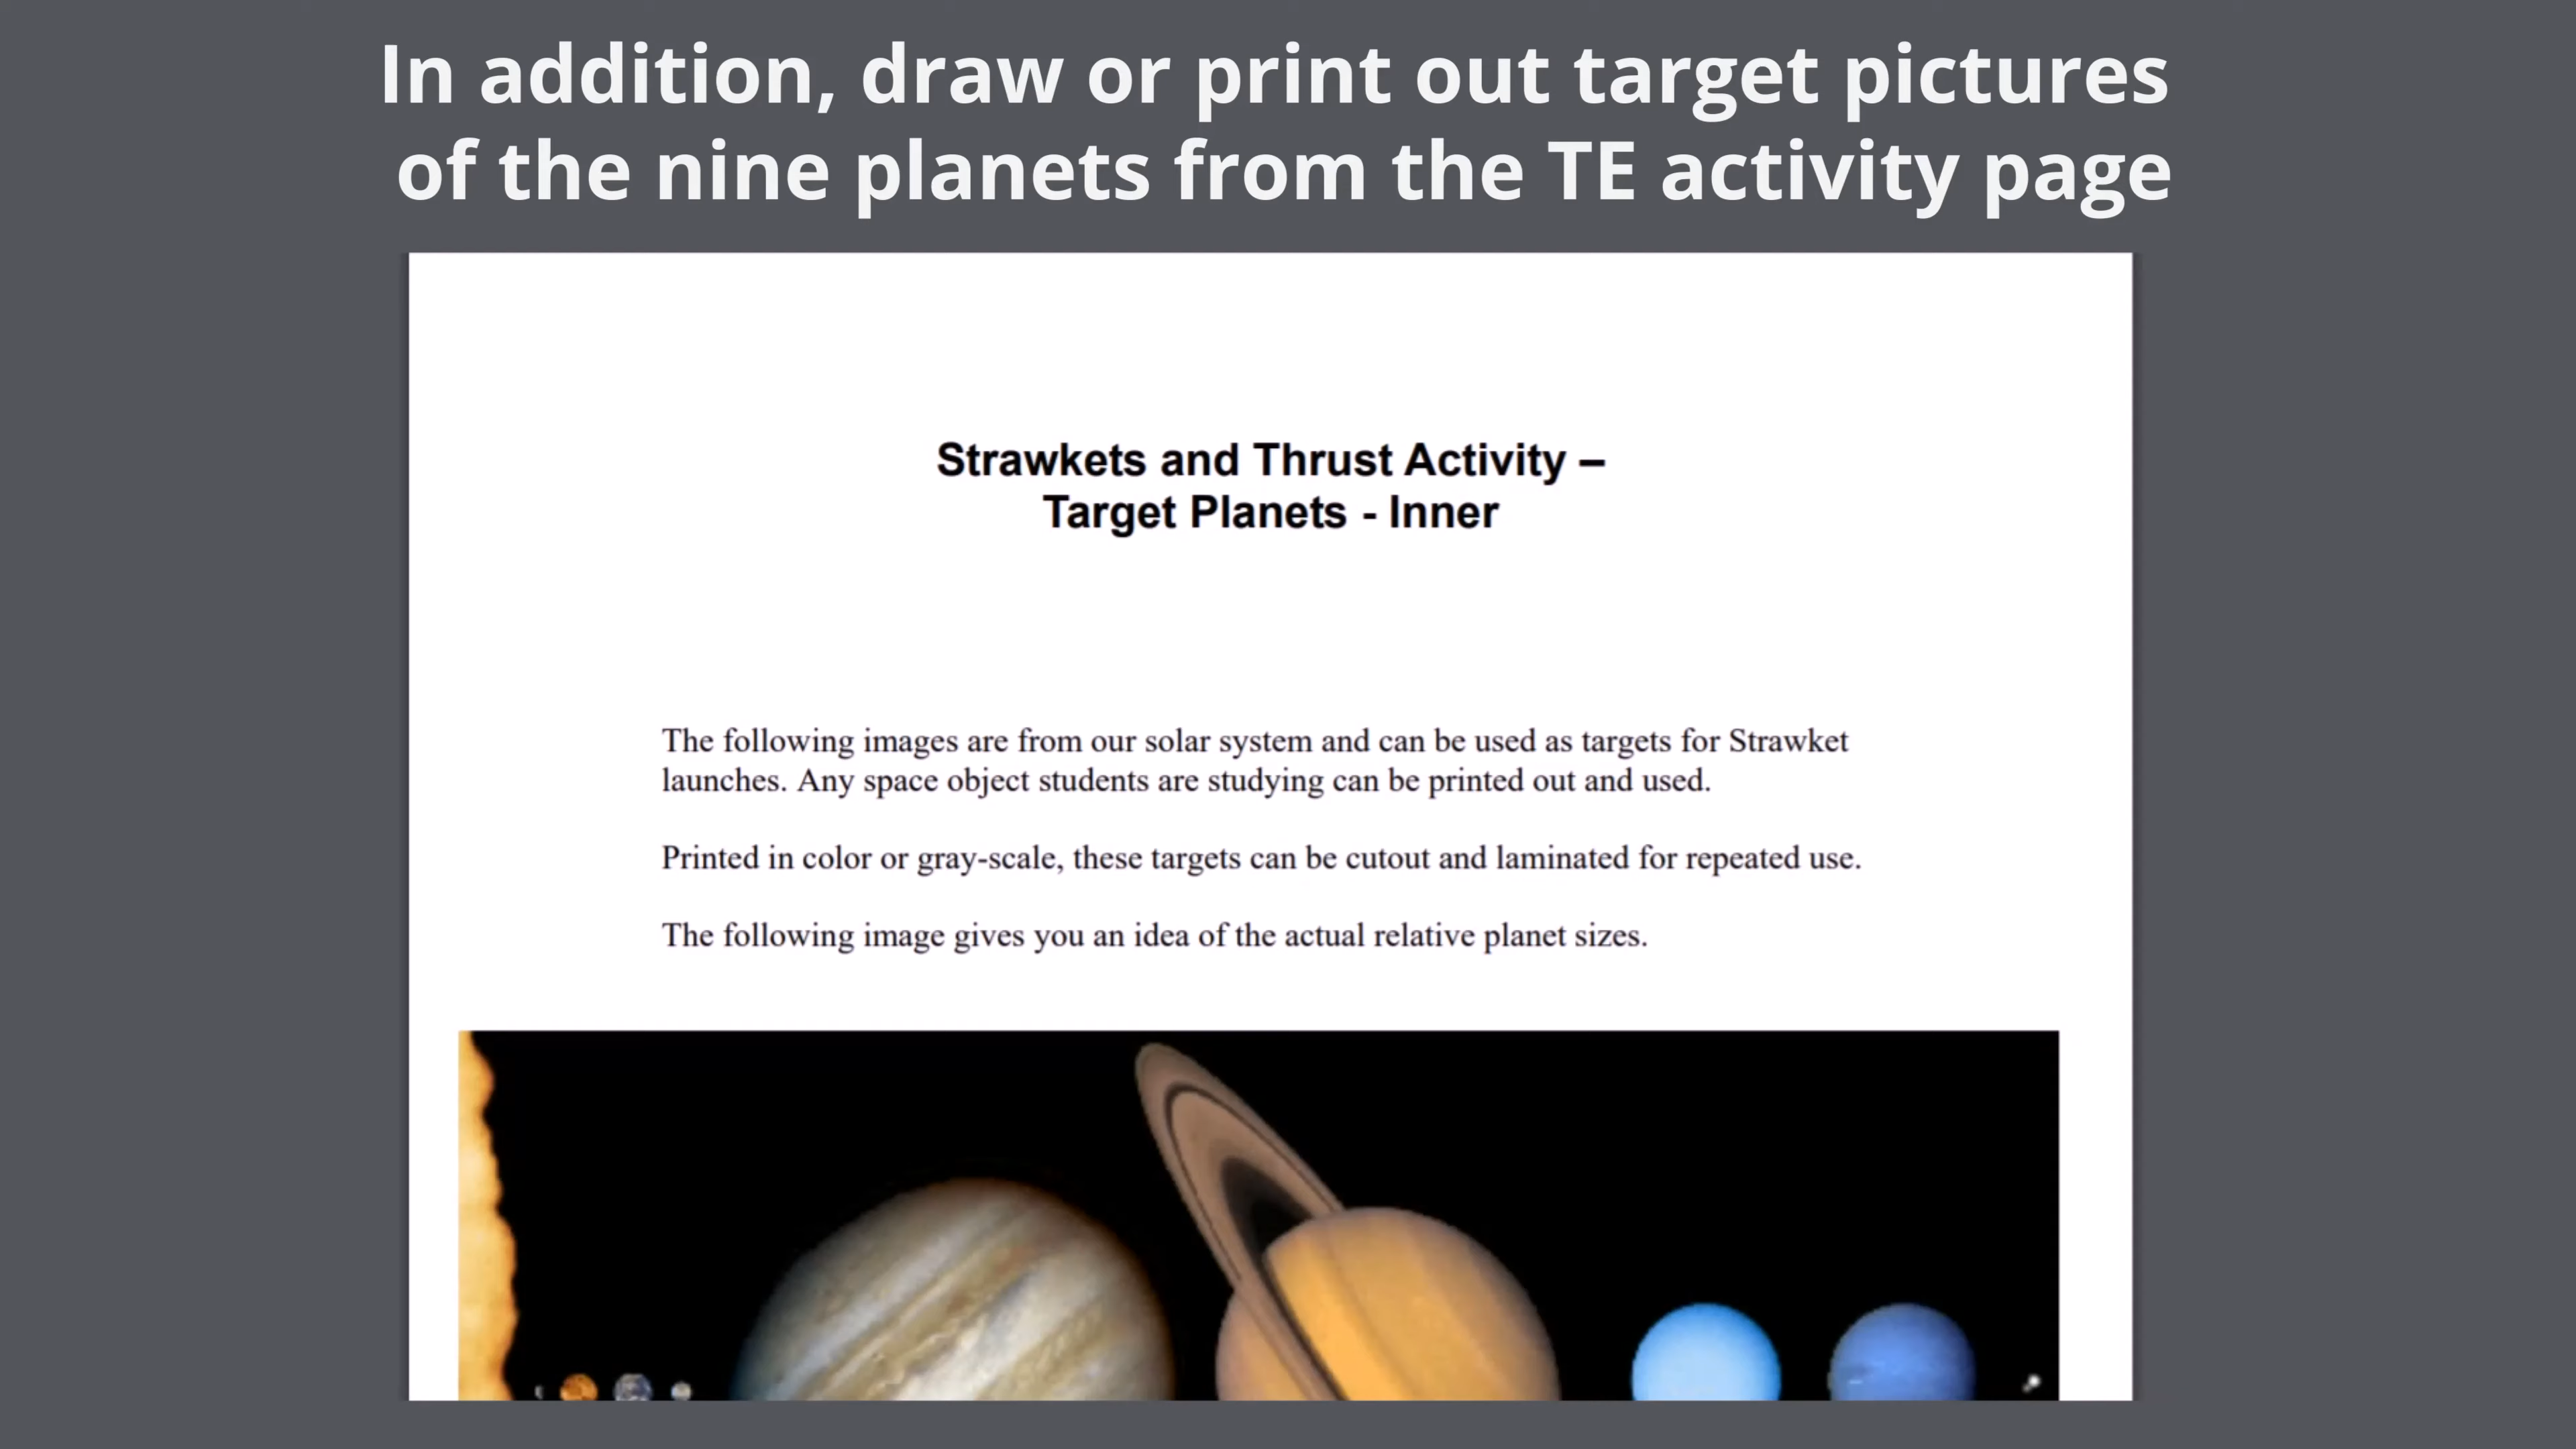 In addition, draw or print out target pictures
of the nine planets from the TE activity page
Strawkets and Thrust Activity –
Target Planets - Inner
The following images are from our solar system and can be used as targets for Strawket
launches. Any space object students are studying can be printed out and used.
Printed in color or gray-scale, these targets can be cutout and laminated for repeated use.
The following image gives you an idea of the actual relative planet sizes.